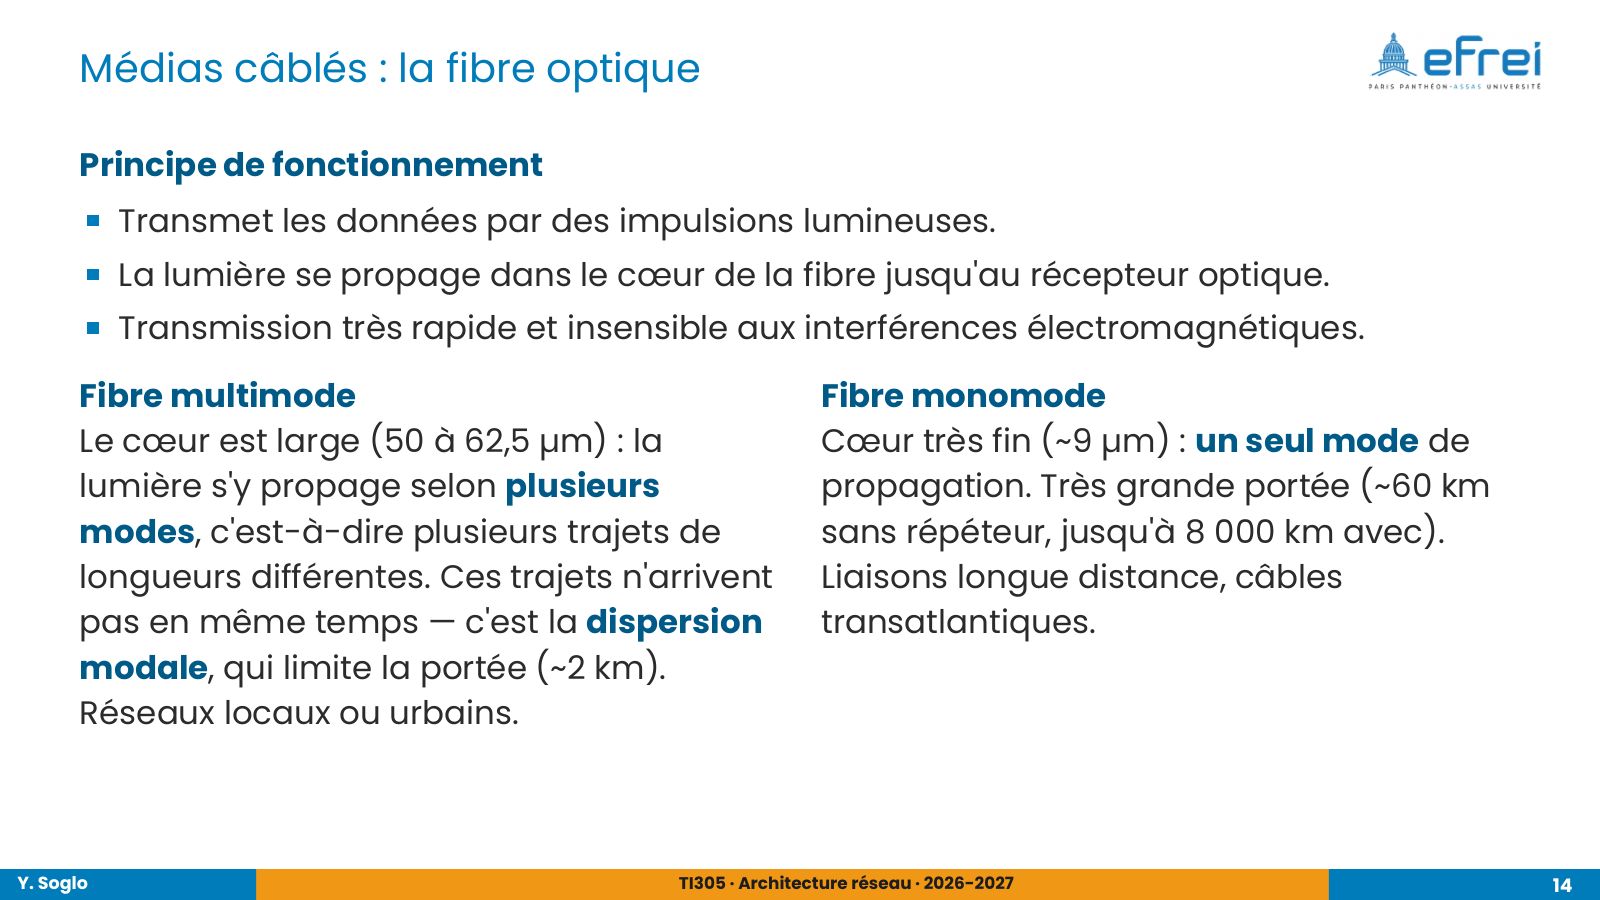 Médias câblés : la fibre optique
efrei
PARIS PANTHÉON-ASSAS UNIVERSITÉ
Principe de fonctionnement
Transmet les données par des impulsions lumineuses.
La lumière se propage dans le cœur de la fibre jusqu'au récepteur optique.
Transmission très rapide et insensible aux interférences électromagnétiques.
Fibre multimode
Le cœur est large (50 à 62,5 µm) : la
lumière s'y propage selon plusieurs
modes, c'est-à-dire plusieurs trajets de
longueurs différentes. Ces trajets n'arrivent
pas en même temps — c'est la dispersion
modale, qui limite la portée (~2 km).
Réseaux locaux ou urbains.
Fibre monomode
Cœur très fin (~9 µm) : un seul mode de
propagation. Très grande portée (~60 km
sans répéteur, jusqu'à 8 000 km avec).
Liaisons longue distance, câbles
transatlantiques.
Y. Soglo
TI305 · Architecture réseau · 2026-2027
14